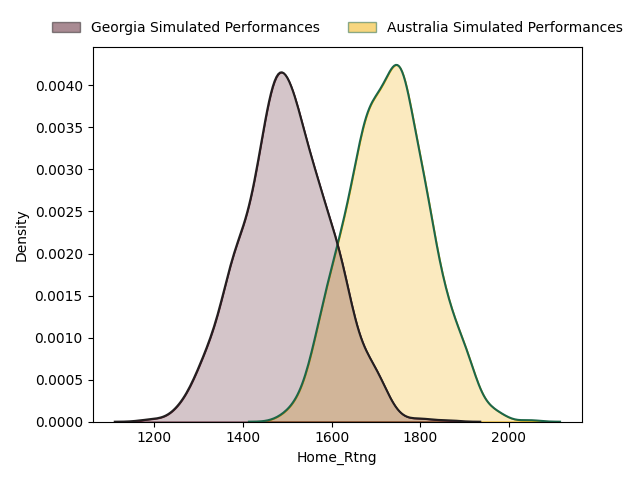 Georgia Simulated Performances
Australia Simulated Performances
0.0040
0.0035
0.0030
0.0025
0.0020
0.0015
0.0010
0.0005
0.0000
Density
1200 1400 1600 1800 2000
Home_Rtng